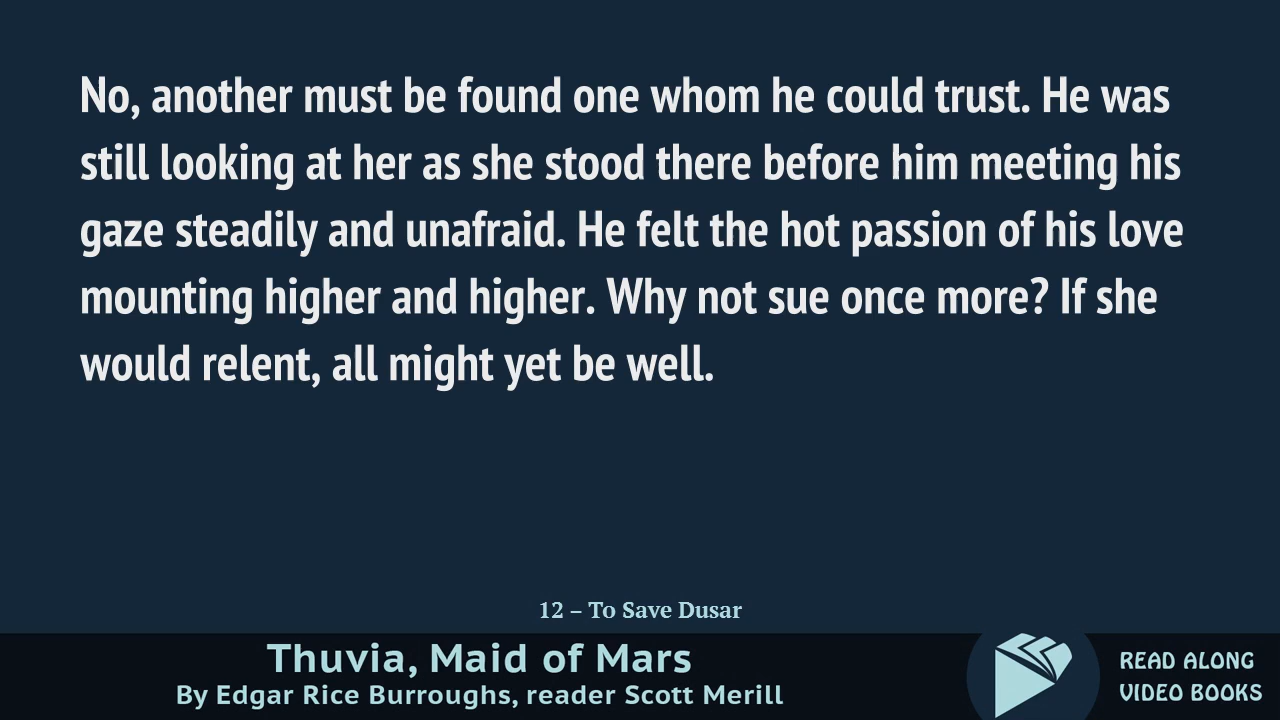 No, another must be found one whom he could trust. He was
still looking at her as she stood there before him meeting his
gaze steadily and unafraid. He felt the hot passion of his love
mounting higher and higher. Why not sue once more? If she
would relent, all might yet be well.
12 – To Save Dusar
Thuvia, Maid of Mars
By Edgar Rice Burroughs, reader Scott Merill
READ ALONG
VIDEO BOOKS